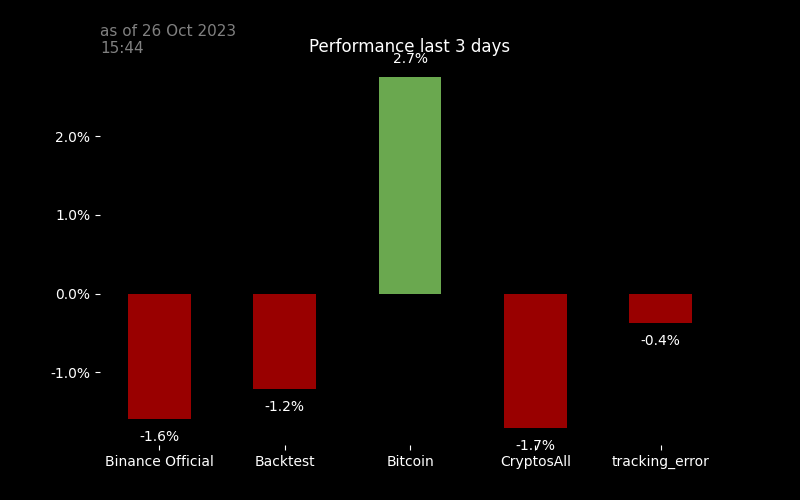 as of 26 Oct 2023
15:44
Performance last 3 days
2.7%
2.0%
1.0%
0.0%
-1.0%
-1.6%
-1.2%
-1.7%
-0.4%
Binance Official
Backtest
Bitcoin
CryptosAll
tracking_error